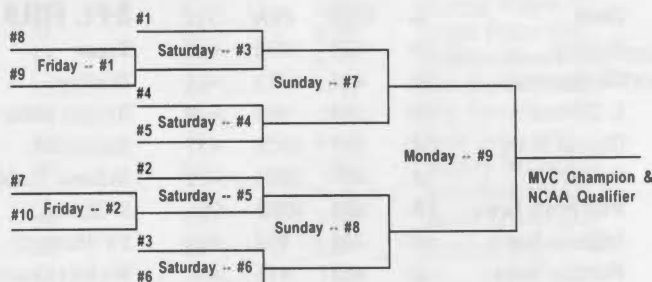 #1
#8
Saturday -- #3
Friday -- #1
#9
Sunday -- #7
#4
Saturday -- #4
#5
Monday -- #9
MVC Champion &
NCAA Qualifier
#2
#7
Saturday -- #5
Friday -- #2
#10
Sunday -- #8
#3
Saturday -- #6
#6